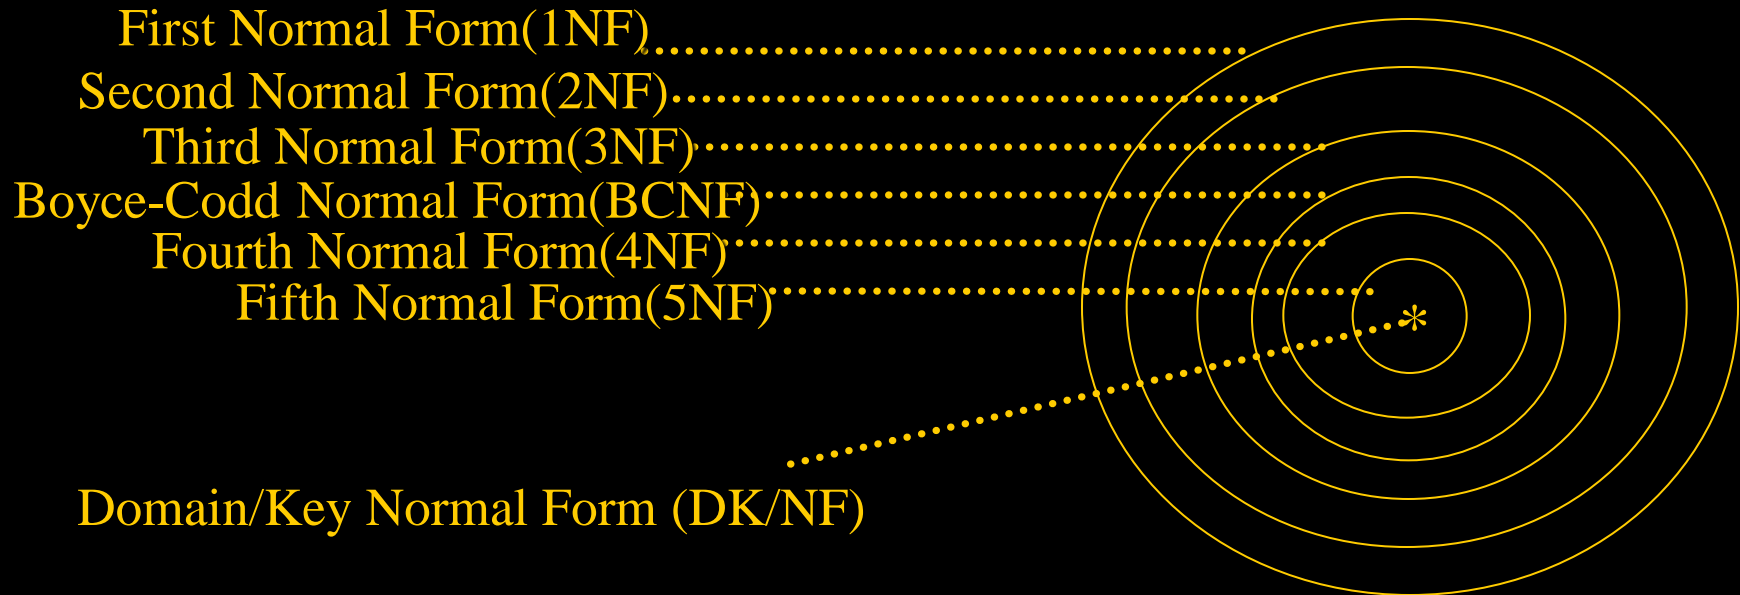 First Normal Form(1NF)
Second Normal Form(2NF)
Third Normal Form(3NF)
Boyce-Codd Normal Form(BCNF)
Fourth Normal Form(4NF)
Fifth Normal Form(5NF)
*
Domain/Key Normal Form (DK/NF)